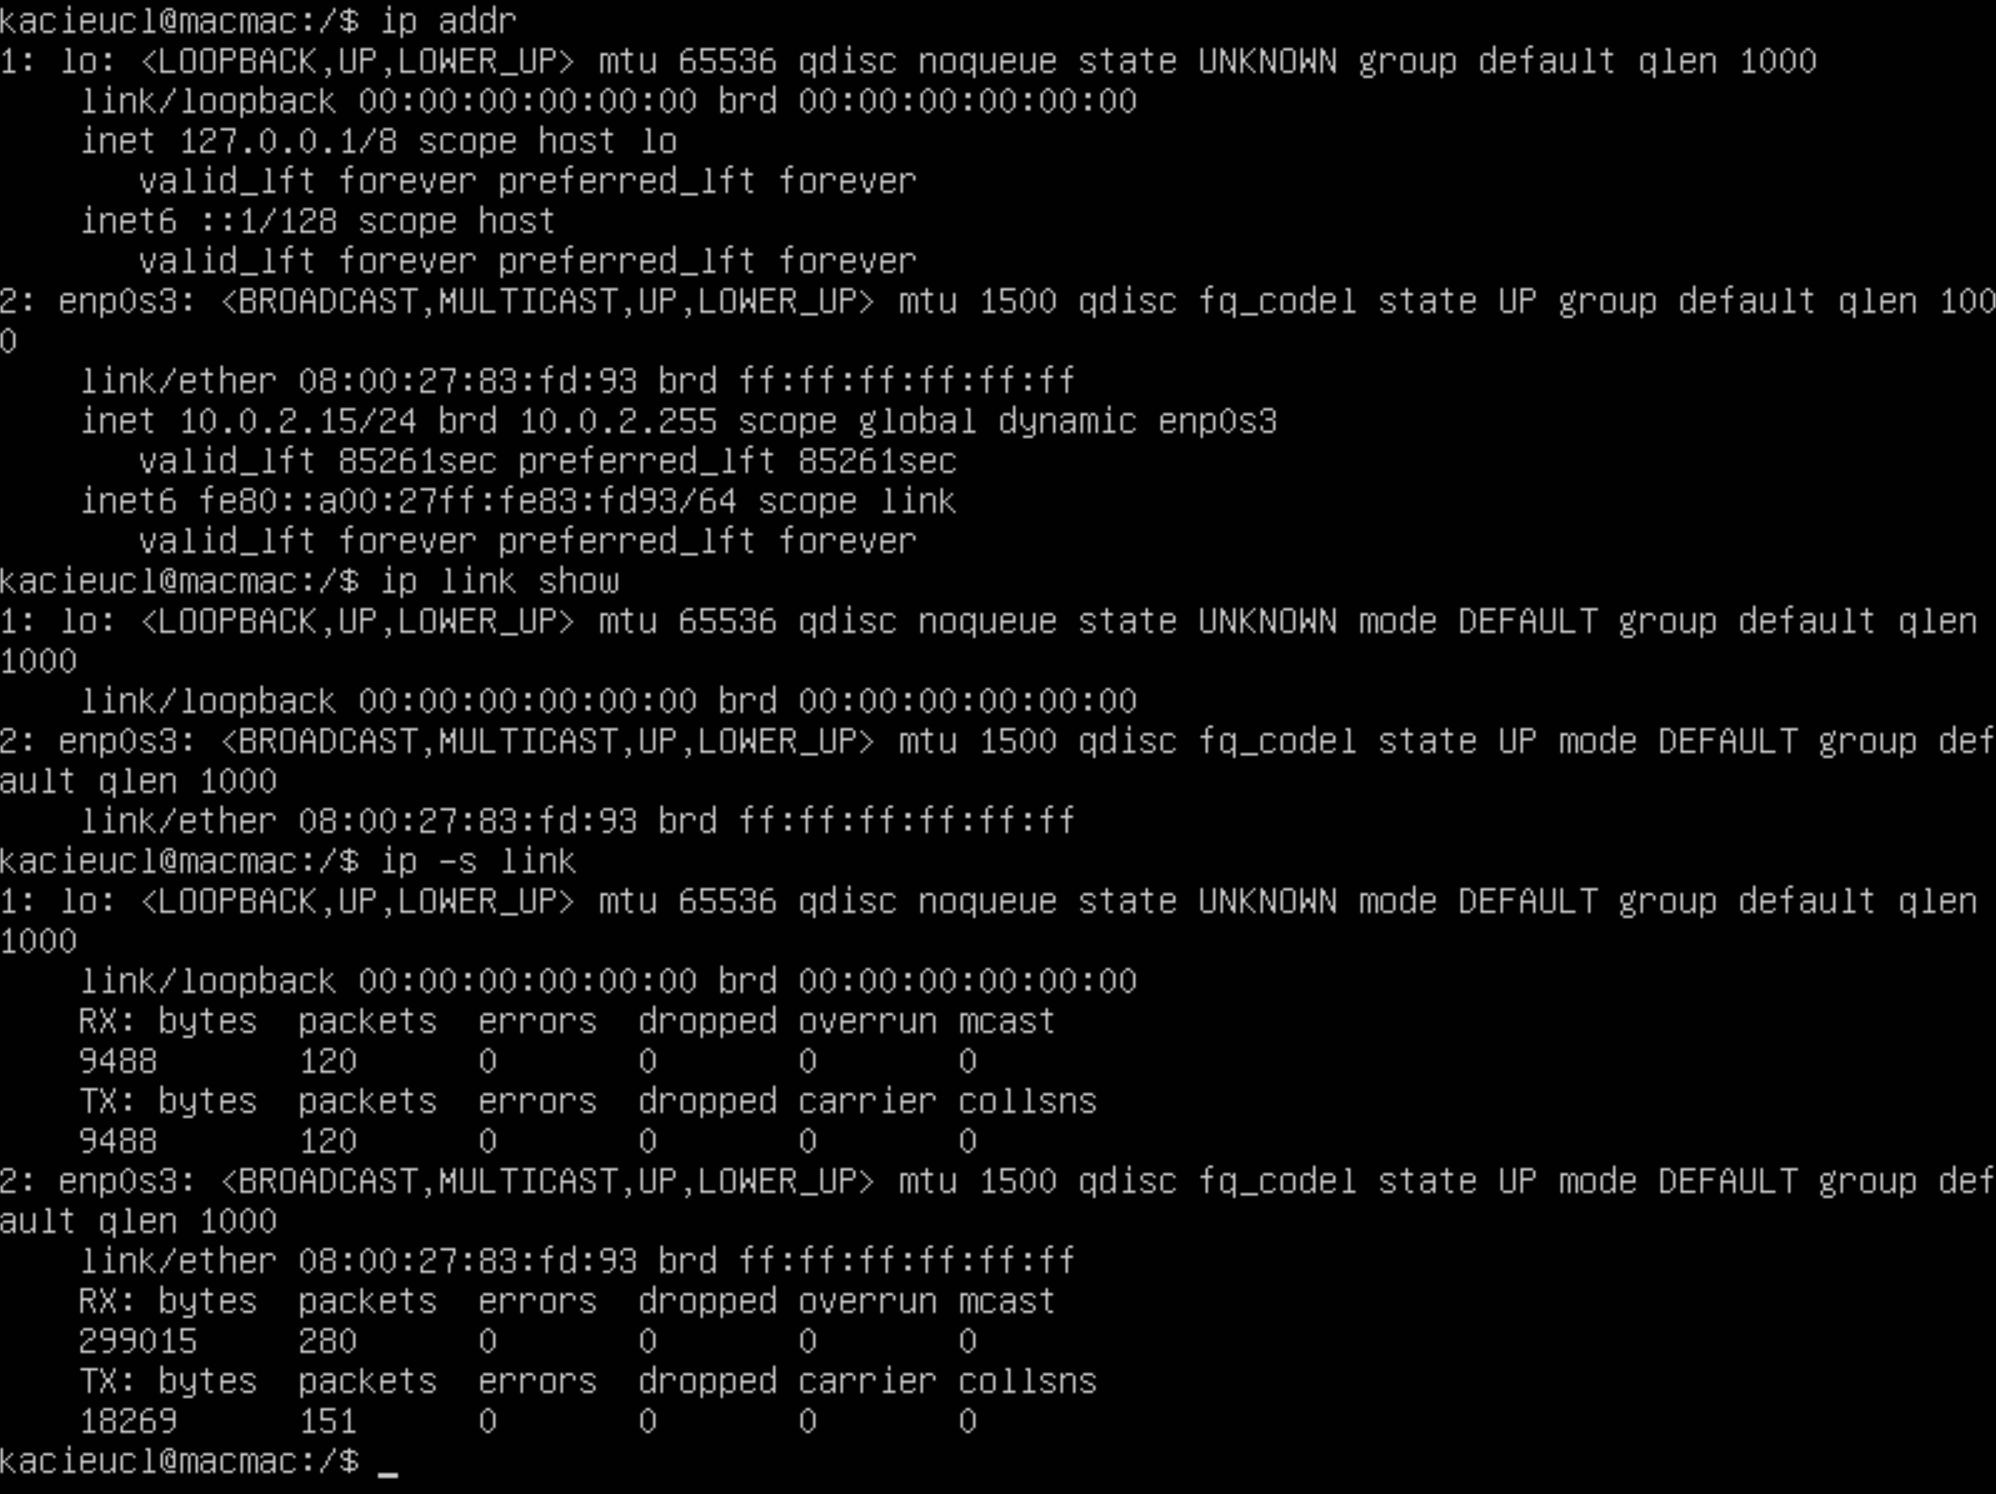 kacieucl@macmac:/$ ip addr
1: lo: <LOOPBACK,UP,LOWER_UP> mtu 65536 qdisc noqueue state UNKNOWN group default qlen 1000
    link/loopback 00:00:00:00:00:00 brd 00:00:00:00:00:00
    inet 127.0.0.1/8 scope host lo
       valid_lft forever preferred_lft forever
    inet6 ::1/128 scope host
       valid_lft forever preferred_lft forever
2: enp0s3: <BROADCAST,MULTICAST,UP,LOWER_UP> mtu 1500 qdisc fq_codel state UP group default qlen 100
0
    link/ether 08:00:27:83:fd:93 brd ff:ff:ff:ff:ff:ff
    inet 10.0.2.15/24 brd 10.0.2.255 scope global dynamic enp0s3
       valid_lft 85261sec preferred_lft 85261sec
    inet6 fe80::a00:27ff:fe83:fd93/64 scope link
       valid_lft forever preferred_lft forever
kacieucl@macmac:/$ ip link show
1: lo: <LOOPBACK,UP,LOWER_UP> mtu 65536 qdisc noqueue state UNKNOWN mode DEFAULT group default qlen
1000
    link/loopback 00:00:00:00:00:00 brd 00:00:00:00:00:00
2: enp0s3: <BROADCAST,MULTICAST,UP,LOWER_UP> mtu 1500 qdisc fq_codel state UP mode DEFAULT group def
ault qlen 1000
    link/ether 08:00:27:83:fd:93 brd ff:ff:ff:ff:ff:ff
kacieucl@macmac:/$ ip -s link
1: lo: <LOOPBACK,UP,LOWER_UP> mtu 65536 qdisc noqueue state UNKNOWN mode DEFAULT group default qlen
1000
    link/loopback 00:00:00:00:00:00 brd 00:00:00:00:00:00
    RX: bytes  packets  errors  dropped overrun mcast
    9488       120      0       0       0       0
    TX: bytes  packets  errors  dropped carrier collsns
    9488       120      0       0       0       0
2: enp0s3: <BROADCAST,MULTICAST,UP,LOWER_UP> mtu 1500 qdisc fq_codel state UP mode DEFAULT group def
ault qlen 1000
    link/ether 08:00:27:83:fd:93 brd ff:ff:ff:ff:ff:ff
    RX: bytes  packets  errors  dropped overrun mcast
    299015     280      0       0       0       0
    TX: bytes  packets  errors  dropped carrier collsns
    18269      151      0       0       0       0
kacieucl@macmac:/$ _